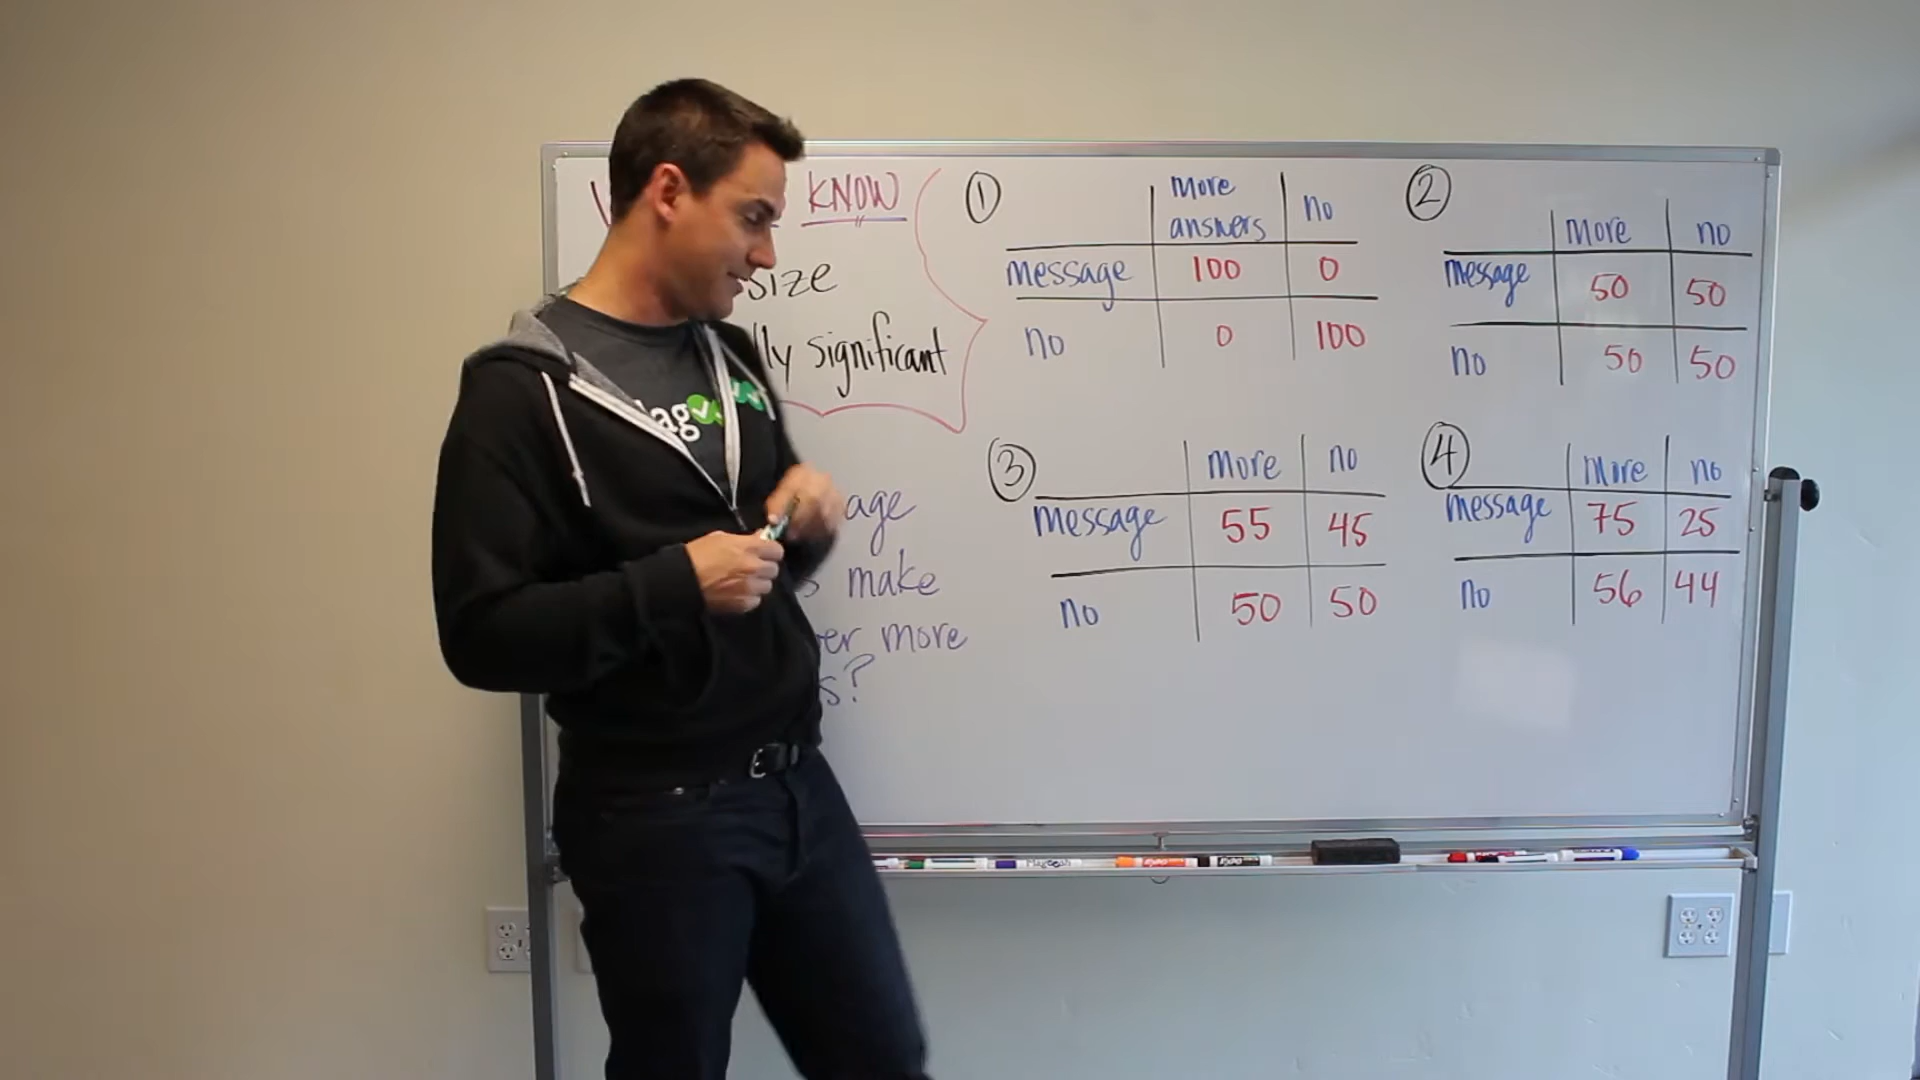 KNOW
size
lly significant
age
s make
er more
s?
1
more
answers no
message 100 0
no 0 100
2
more no
message 50 50
no 50 50
3
more no
message 55 45
no 50 50
4
more no
message 75 25
no 56 44
lag